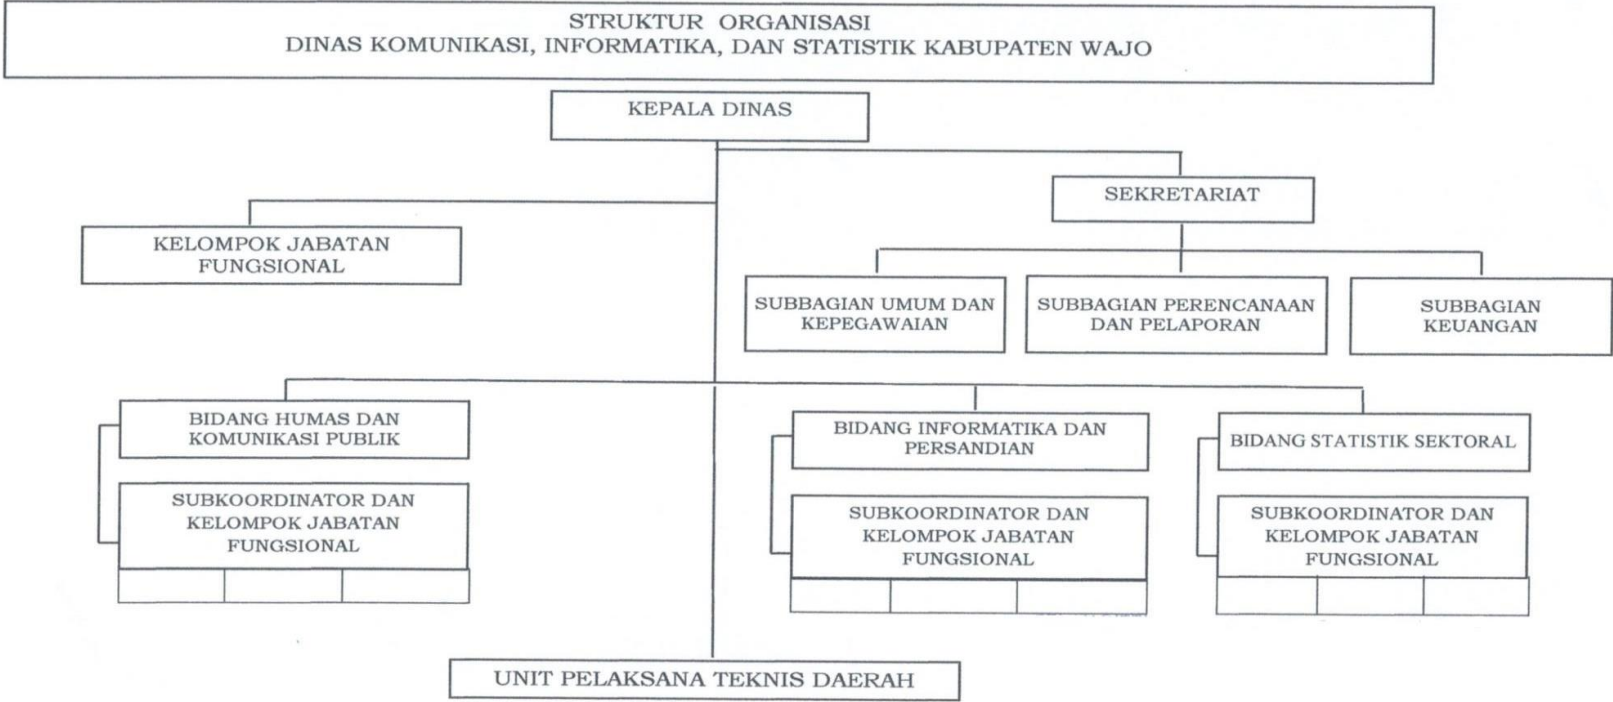 STRUKTUR ORGANISASI
DINAS KOMUNIKASI, INFORMATIKA, DAN STATISTIK KABUPATEN WAJO
KEPALA DINAS
SEKRETARIAT
KELOMPOK JABATAN
FUNGSIONAL
SUBBAGIAN UMUM DAN
KEPEGAWAIAN
SUBBAGIAN PERENCANAAN
DAN PELAPORAN
SUBBAGIAN
KEUANGAN
BIDANG HUMAS DAN
KOMUNIKASI PUBLIK
BIDANG INFORMATIKA DAN
PERSANDIAN
BIDANG STATISTIK SEKTORAL
SUBKOORDINATOR DAN
KELOMPOK JABATAN
FUNGSIONAL
SUBKOORDINATOR DAN
KELOMPOK JABATAN
FUNGSIONAL
SUBKOORDINATOR DAN
KELOMPOK JABATAN
FUNGSIONAL
UNIT PELAKSANA TEKNIS DAERAH